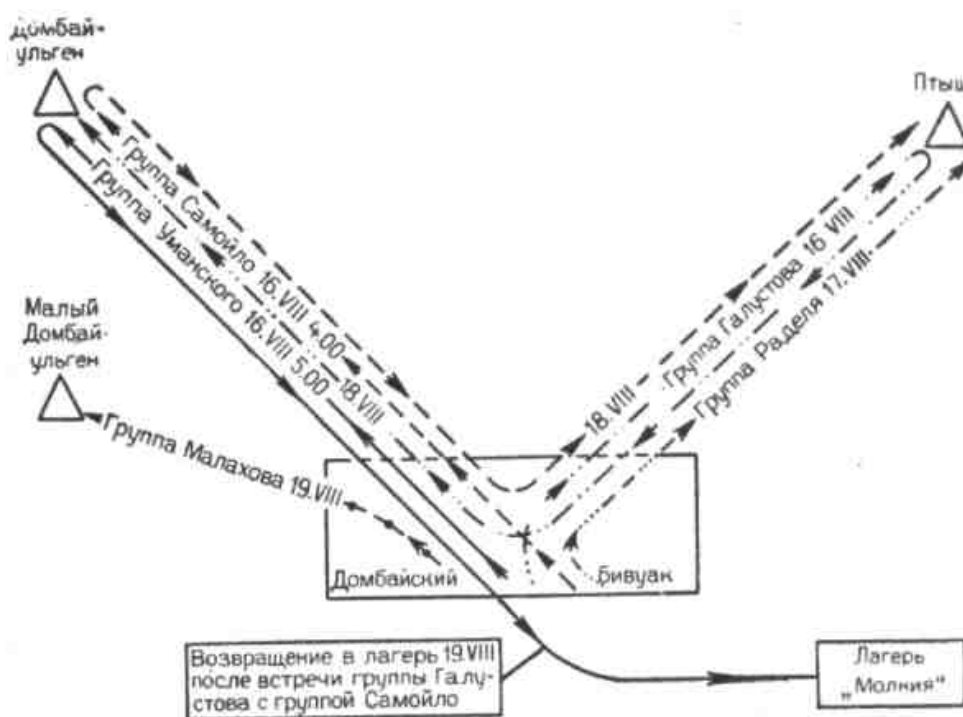 Домбай-
ульген
Птыш
Группа Самойло 16.VIII 4.00
Группа Уманского 16.VIII 5.00
18.VIII
18.VIII
Группа Галустова 16 VIII
Группа Раделя 17.VIII
Малый
Домбай-
ульген
Группа Малахова 19.VIII
Домбайский
бивуак
Возвращение в лагерь 19.VIII
после встречи группы Галу-
стова с группой Самойло
Лагерь
„Молния"